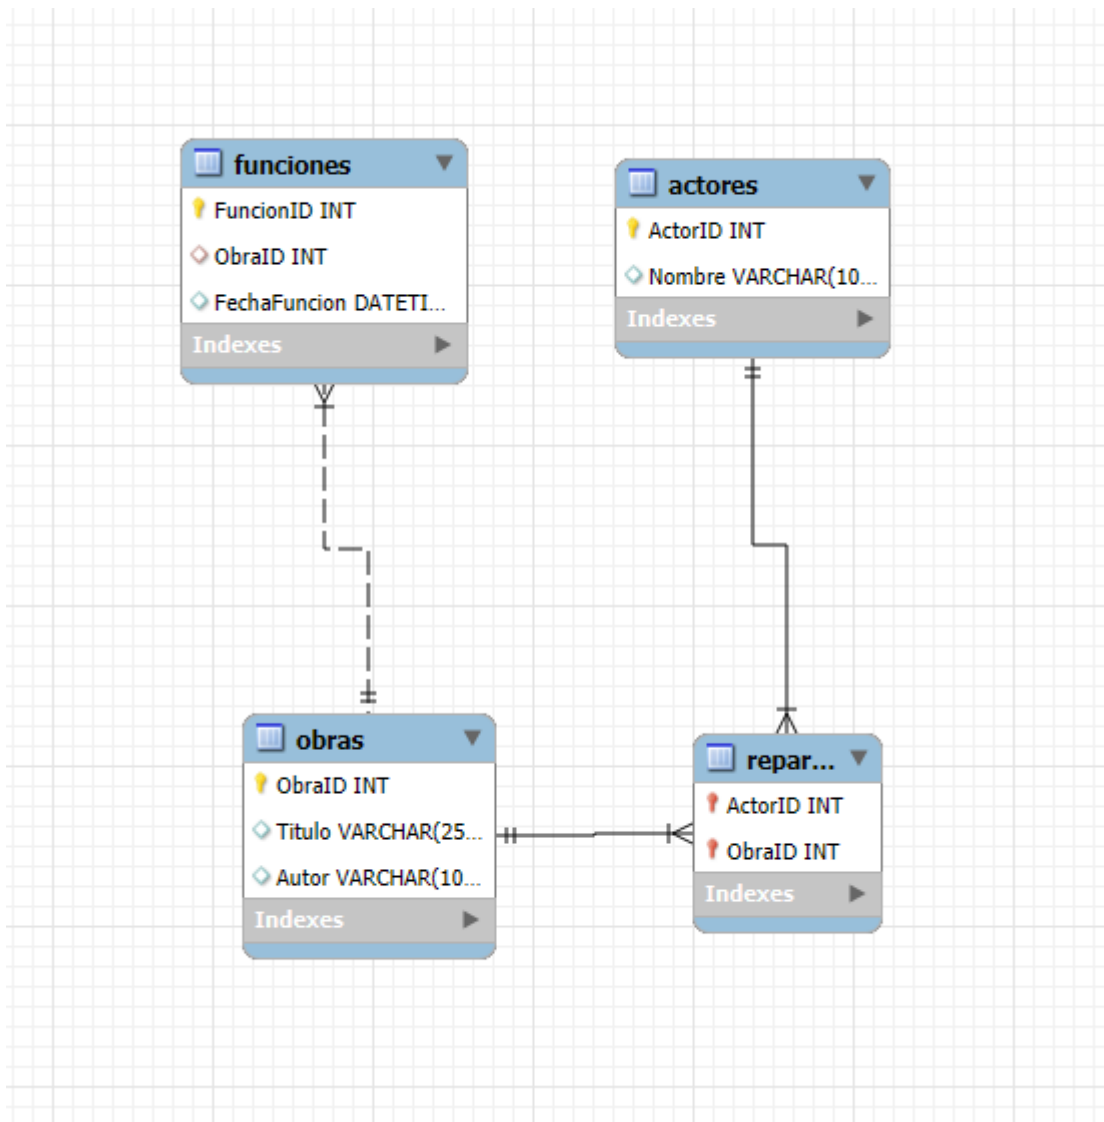 funciones
FuncionID INT
ObraID INT
FechaFuncion DATETI...
Indexes
actores
ActorID INT
Nombre VARCHAR(10...
Indexes
obras
ObraID INT
Titulo VARCHAR(25...
Autor VARCHAR(10...
Indexes
repar...
ActorID INT
ObraID INT
Indexes